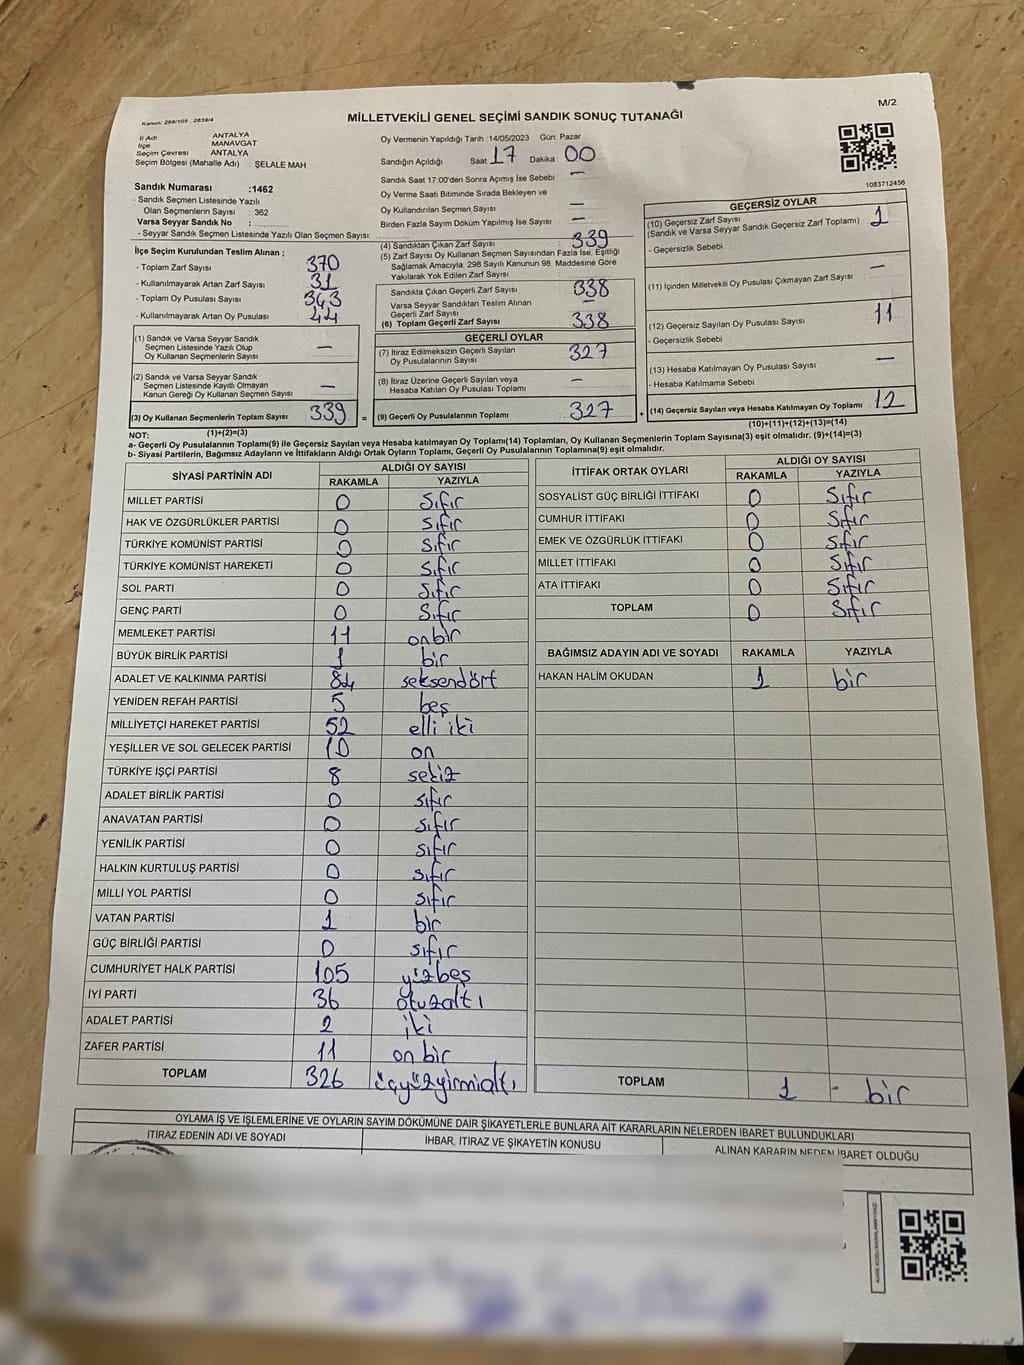 Kanun: 298/105 , 2839/4
MİLLETVEKİLİ GENEL SEÇİMİ SANDIK SONUÇ TUTANAĞI
M/2
İl Adı ANTALYA
İlçe MANAVGAT
Seçim Çevresi ANTALYA
Seçim Bölgesi (Mahalle Adı) : ŞELALE MAH.
Sandık Numarası :1462
- Sandık Seçmen Listesinde Yazılı
Olan Seçmenlerin Sayısı : 362
Varsa Seyyar Sandık No :
- Seyyar Sandık Seçmen Listesinde Yazılı Olan Seçmen Sayısı:
Oy Vermenin Yapıldığı Tarih :14/05/2023 Gün: Pazar
Sandığın Açıldığı Saat 17 Dakika : 00
Sandık Saat 17:00'den Sonra Açımış İse Sebebi : —
Oy Verme Saati Bitiminde Sırada Bekleyen ve
Oy Kullandırılan Seçmen Sayısı : —
Birden Fazla Sayım Döküm Yapılmış İse Sayısı : —
1083712456
İlçe Seçim Kurulundan Teslim Alınan ;
- Toplam Zarf Sayısı : 370
- Kullanılmayarak Artan Zarf Sayısı : 31
- Toplam Oy Pusulası Sayısı : 343
- Kullanılmayarak Artan Oy Pusulası : 44
(1) Sandık ve Varsa Seyyar Sandık
Seçmen Listesinde Yazılı Olup
Oy Kullanan Seçmenlerin Sayısı —
(2) Sandık ve Varsa Seyyar Sandık
Seçmen Listesinde Kayıtlı Olmayan
Kanun Gereği Oy Kullanan Seçmen Sayısı —
(3) Oy Kullanan Seçmenlerin Toplam Sayısı 339 =
(1)+(2)=(3)
(4) Sandıktan Çıkan Zarf Sayısı : 339
(5) Zarf Sayısı Oy Kullanan Seçmen Sayısından Fazla İse, Eşitliği
Sağlamak Amacıyla, 298 Sayılı Kanunun 98. Maddesine Göre
Yakılarak Yok Edilen Zarf Sayısı :
Sandıkta Çıkan Geçerli Zarf Sayısı : 338
Varsa Seyyar Sandıktan Teslim Alınan
Geçerli Zarf Sayısı : —
(6) Toplam Geçerli Zarf Sayısı : 338
GEÇERLİ OYLAR
(7) İtiraz Edilmeksizin Geçerli Sayılan
Oy Pusulalarının Sayısı : 327
(8) İtiraz Üzerine Geçerli Sayılan veya
Hesaba Katılan Oy Pusulası Toplamı : —
(9) Geçerli Oy Pusulalarının Toplamı : 327 +
GEÇERSİZ OYLAR
(10) Geçersiz Zarf Sayısı : 1
(Sandık ve Varsa Seyyar Sandık Geçersiz Zarf Toplamı)
- Geçersizlik Sebebi :
(11) İçinden Milletvekili Oy Pusulası Çıkmayan Zarf Sayısı : —
(12) Geçersiz Sayılan Oy Pusulası Sayısı : 11
- Geçersizlik Sebebi :
(13) Hesaba Katılmayan Oy Pusulası Sayısı : —
- Hesaba Katılmama Sebebi :
(14) Geçersiz Sayılan veya Hesaba Katılmayan Oy Toplamı : 12
(10)+(11)+(12)+(13)=(14)
NOT:
a- Geçerli Oy Pusulalarının Toplamı(9) ile Geçersiz Sayılan veya Hesaba katılmayan Oy Toplamı(14) Toplamları, Oy Kullanan Seçmenlerin Toplam Sayısına(3) eşit olmalıdır. (9)+(14)=(3)
b- Siyasi Partilerin, Bağımsız Adayların ve İttifakların Aldığı Ortak Oyların Toplamı, Geçerli Oy Pusulalarının Toplamına(9) eşit olmalıdır.
SİYASİ PARTİNİN ADI ALDIĞI OY SAYISI
RAKAMLA YAZIYLA
MİLLET PARTİSİ 0 Sıfır
HAK VE ÖZGÜRLÜKLER PARTİSİ 0 Sıfır
TÜRKİYE KOMÜNİST PARTİSİ 0 Sıfır
TÜRKİYE KOMÜNİST HAREKETİ 0 Sıfır
SOL PARTİ 0 Sıfır
GENÇ PARTİ 0 Sıfır
MEMLEKET PARTİSİ 11 onbir
BÜYÜK BİRLİK PARTİSİ 1 bir
ADALET VE KALKINMA PARTİSİ 84 seksendört
YENİDEN REFAH PARTİSİ 5 beş
MİLLİYETÇİ HAREKET PARTİSİ 52 elli iki
YEŞİLLER VE SOL GELECEK PARTİSİ 10 on
TÜRKİYE İŞÇİ PARTİSİ 8 sekiz
ADALET BİRLİK PARTİSİ 0 sıfır
ANAVATAN PARTİSİ 0 sıfır
YENİLİK PARTİSİ 0 sıfır
HALKIN KURTULUŞ PARTİSİ 0 sıfır
MİLLİ YOL PARTİSİ 0 sıfır
VATAN PARTİSİ 1 bir
GÜÇ BİRLİĞİ PARTİSİ 0 sıfır
CUMHURİYET HALK PARTİSİ 105 yüzbeş
İYİ PARTİ 36 otuzaltı
ADALET PARTİSİ 2 iki
ZAFER PARTİSİ 11 on bir
TOPLAM 326 üçyüzyirmialtı
İTTİFAK ORTAK OYLARI ALDIĞI OY SAYISI
RAKAMLA YAZIYLA
SOSYALİST GÜÇ BİRLİĞİ İTTİFAKI 0 Sıfır
CUMHUR İTTİFAKI 0 Sıfır
EMEK VE ÖZGÜRLÜK İTTİFAKI 0 Sıfır
MİLLET İTTİFAKI 0 Sıfır
ATA İTTİFAKI 0 Sıfır
TOPLAM 0 Sıfır
BAĞIMSIZ ADAYIN ADI VE SOYADI RAKAMLA YAZIYLA
HAKAN HALİM OKUDAN 1 bir
TOPLAM 1 - bir
OYLAMA İŞ VE İŞLEMLERİNE VE OYLARIN SAYIM DÖKÜMÜNE DAİR ŞİKAYETLERLE BUNLARA AİT KARARLARIN NELERDEN İBARET BULUNDUKLARI
İTİRAZ EDENİN ADI VE SOYADI İHBAR, İTİRAZ VE ŞİKAYETİN KONUSU ALINAN KARARIN NEDEN İBARET OLDUĞU